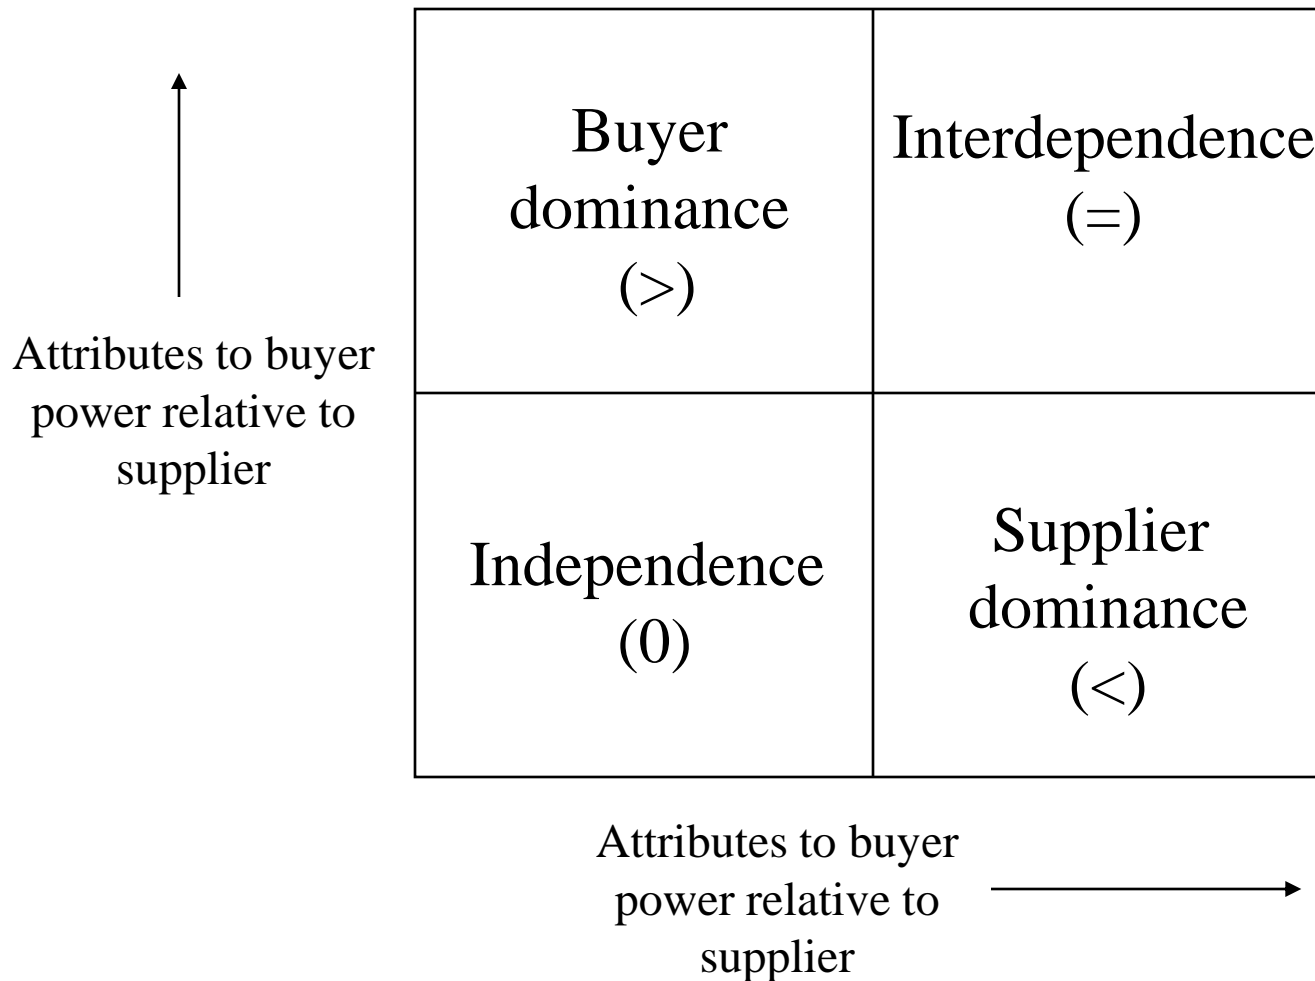 Buyer
dominance
(>)
Interdependence
(=)
Attributes to buyer
power relative to
supplier
Independence
(0)
Supplier
dominance
(<)
Attributes to buyer
power relative to
supplier